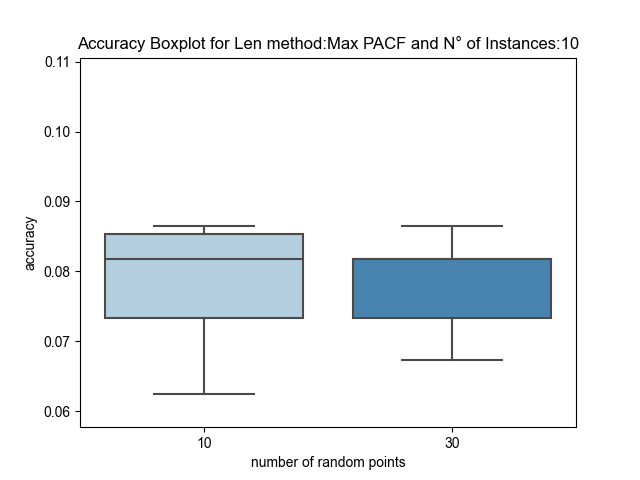 Accuracy Boxplot for Len method:Max PACF and N° of Instances:10
0.11
0.10
0.09
0.08
0.07
0.06
accuracy
10
30
number of random points